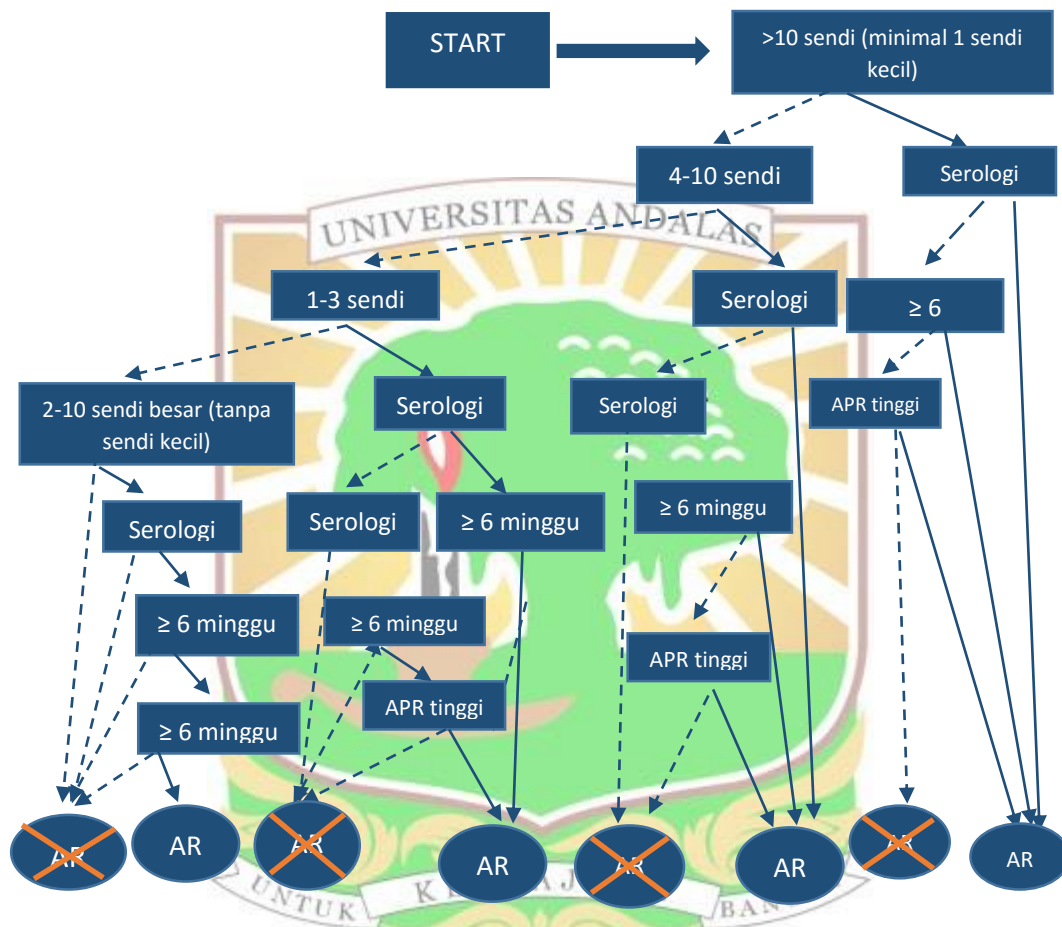 START
>10 sendi (minimal 1 sendi
kecil)
4-10 sendi
Serologi
UNIVERSITAS ANDALAS
1-3 sendi
Serologi
≥ 6
2-10 sendi besar (tanpa
sendi kecil)
Serologi
Serologi
APR tinggi
Serologi
Serologi
≥ 6 minggu
≥ 6 minggu
≥ 6 minggu
≥ 6 minggu
APR tinggi
APR tinggi
≥ 6 minggu
AR
AR
AR
AR
AR
AR
AR
AR
UNTUK